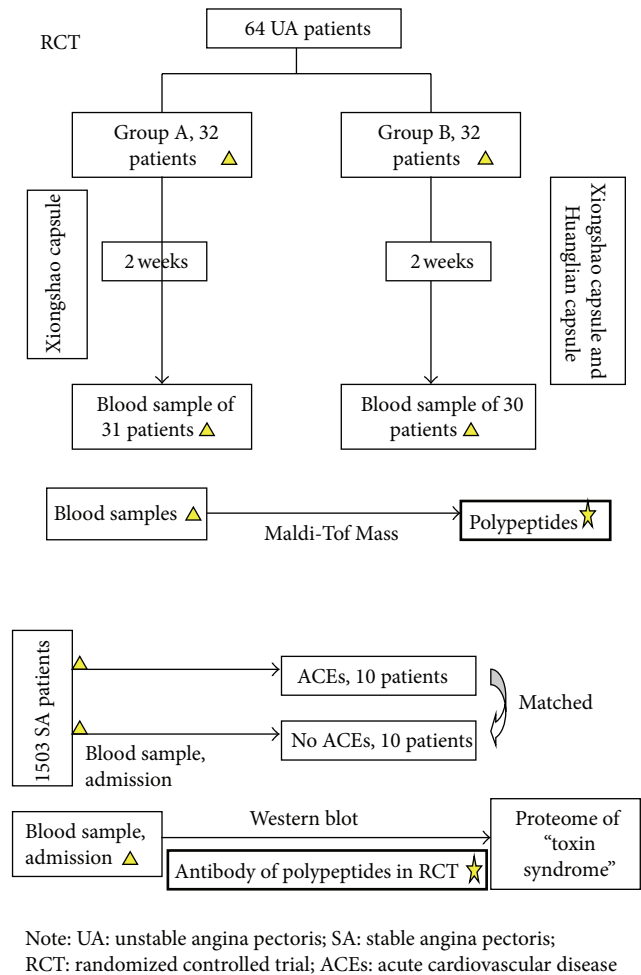 RCT
64 UA patients
Group A, 32
patients
Group B, 32
patients
Xiongshao capsule
2 weeks
2 weeks
Xiongshao capsule and
Huanglian capsule
Blood sample of
31 patients
Blood sample of 30
patients
Blood samples
Maldi-Tof Mass
Polypeptides
1503 SA patients
ACEs, 10 patients
Matched
No ACEs, 10 patients
Blood sample,
admission
Blood sample,
admission
Western blot
Antibody of polypeptides in RCT
Proteome of
“toxin
syndrome”
Note: UA: unstable angina pectoris; SA: stable angina pectoris;
RCT: randomized controlled trial; ACEs: acute cardiovascular disease